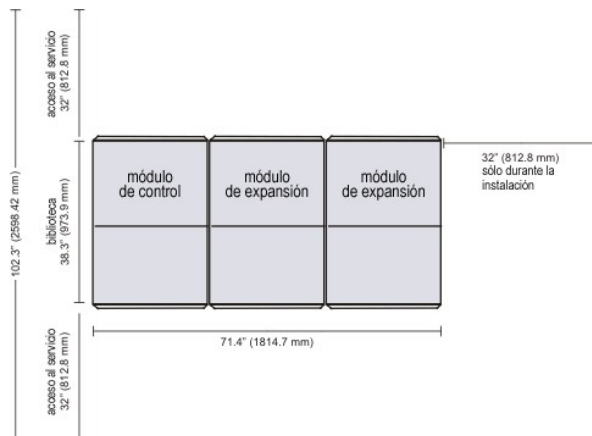 acceso al servicio
32" (812.8 mm)
102.3" (2598.42 mm)
biblioteca
38.3" (973.9 mm)
módulo
de control
módulo
de expansión
módulo
de expansión
32" (812.8 mm)
sólo durante la
instalación
71.4" (1814.7 mm)
acceso al servicio
32" (812.8 mm)